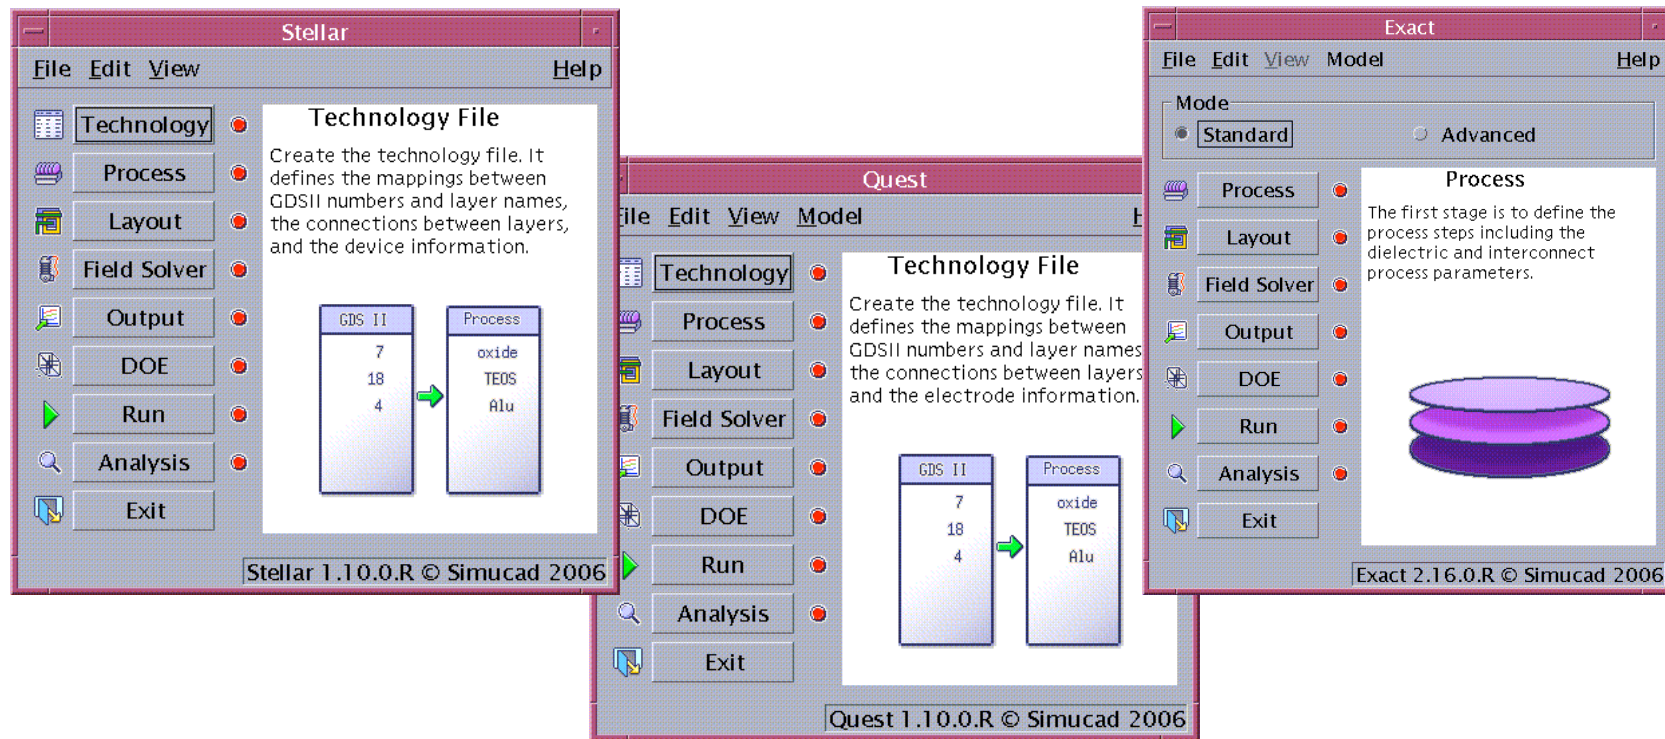 Stellar
File Edit View Help
Technology
Process
Layout
Field Solver
Output
DOE
Run
Analysis
Exit
Technology File
Create the technology file. It
defines the mappings between
GDSII numbers and layer names,
the connections between layers,
and the device information.
GDS II
7
18
4
Process
oxide
TEOS
Alu
Stellar 1.10.0.R © Simucad 2006
Quest
File Edit View Model
Technology
Process
Layout
Field Solver
Output
DOE
Run
Analysis
Exit
Technology File
Create the technology file. It
defines the mappings between
GDSII numbers and layer names
the connections between layers
and the electrode information.
GDS II
7
18
4
Process
oxide
TEOS
Alu
Quest 1.10.0.R © Simucad 2006
Exact
File Edit View Model Help
Mode
Standard Advanced
Process
Layout
Field Solver
Output
DOE
Run
Analysis
Exit
Process
The first stage is to define the
process steps including the
dielectric and interconnect
process parameters.
Exact 2.16.0.R © Simucad 2006